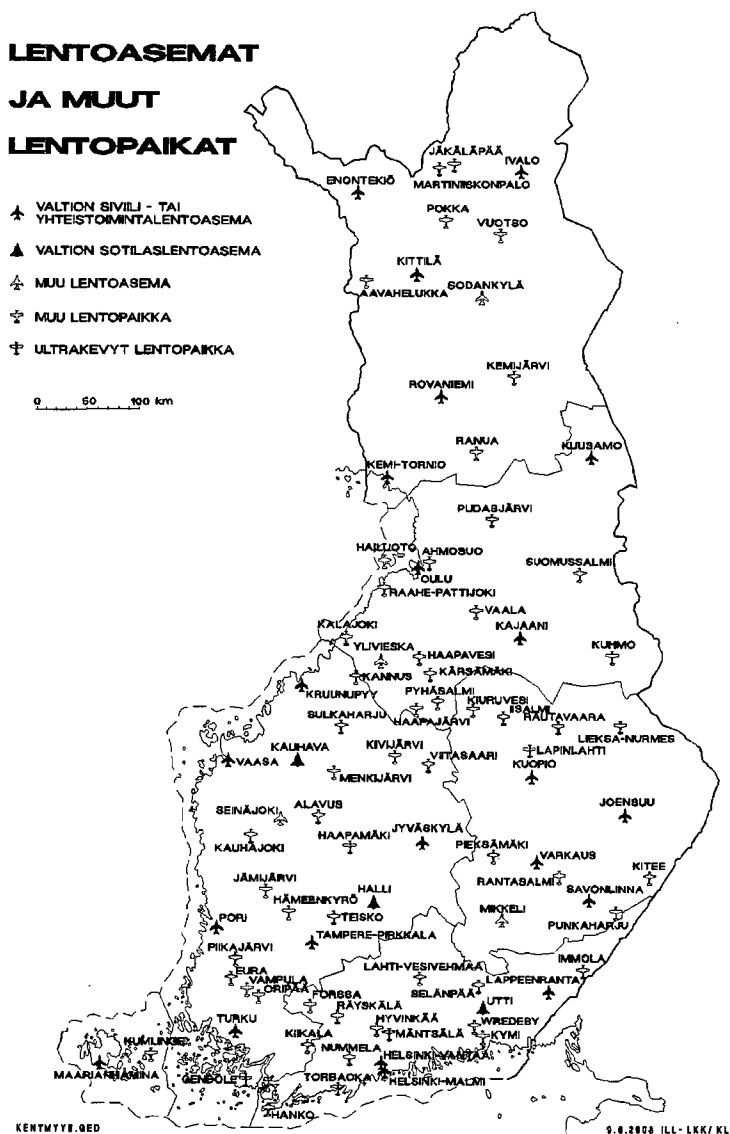 LENTOASEMAT
JA MUUT
LENTOPAIKAT
VALTION SIVIILI- TAI
YHTEISTOIMINTALENTOASEMA
VALTION SOTILASLENTOASEMA
MUU LENTOASEMA
MUU LENTOPAIKKA
ULTRAKEVYT LENTOPAIKKA
0 50 100 km
JÄKÄLÄPÄÄ
IVALO
ENONTEKIÖ
MARTINIISKONPALO
POKKA
VUOTSO
KITTILÄ
AAVAHELUKKA
SODANKYLÄ
KEMIJÄRVI
ROVANIEMI
RANUA
KUUSAMO
KEMI-TORNIO
PUDASJÄRVI
HAILUOTO
AHMOSUO
OULU
SUOMUSSALMI
RAAHE-PATTIJOKI
VAALA
KALAJOKI
KAJAANI
YLIVIESKA
HAAPAVESI
KUHMO
KANNUS
KÄRSÄMÄKI
KRUUNUPYY
PYHÄSALMI
KIURUVESI
IISALMI
SULKAHARJU
HAAPAJÄRVI
RAUTAVAARA
LIEKSA-NURMES
KAUHAVA
KIVIJÄRVI
VIITASAARI
LAPINLAHTI
VAASA
MENKIJÄRVI
KUOPIO
SEINÄJOKI
ALAVUS
JOENSUU
KAUHAJOKI
HAAPAMÄKI
JYVÄSKYLÄ
PIEKSÄMÄKI
VARKAUS
KITEE
JÄMIJÄRVI
HALLI
RANTASALMI
SAVONLINNA
HÄMEENKYRÖ
TEISKO
MIKKELI
PUNKAHARJU
PORI
TAMPERE-PIRKKALA
PIIKAJÄRVI
LAHTI-VESIVEHMAA
IMMOLA
EURA
VAMPULA
ORIPÄÄ
SELÄNPÄÄ
LAPPEENRANTA
FORSSA
RÄYSKÄLÄ
UTTI
TURKU
HYVINKÄÄ
WREDEBY
KIIKALA
MÄNTSÄLÄ
KYMI
KUMLINGE
NUMMELA
HELSINKI-VANTAA
MAARIANHAMINA
GENBÖLE
TORBACKA
HELSINKI-MALMI
HANKO
KENTMYYB.GED
9.6.2003 ILL-LKK/KL